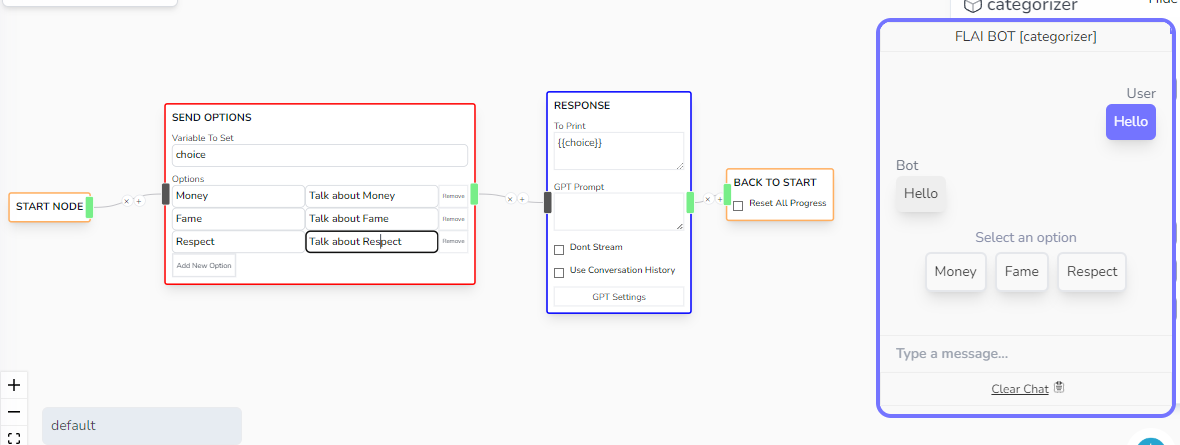 categorizer
Hide
FLAI BOT [categorizer]
User
Hello
Bot
Hello
Select an option
Money
Fame
Respect
Type a message...
Clear Chat
START NODE
SEND OPTIONS
Variable To Set
choice
Options
Money Talk about Money Remove
Fame Talk about Fame Remove
Respect Talk about Respect Remove
Add New Option
RESPONSE
To Print
{{choice}}
GPT Prompt
Dont Stream
Use Conversation History
GPT Settings
BACK TO START
Reset All Progress
default